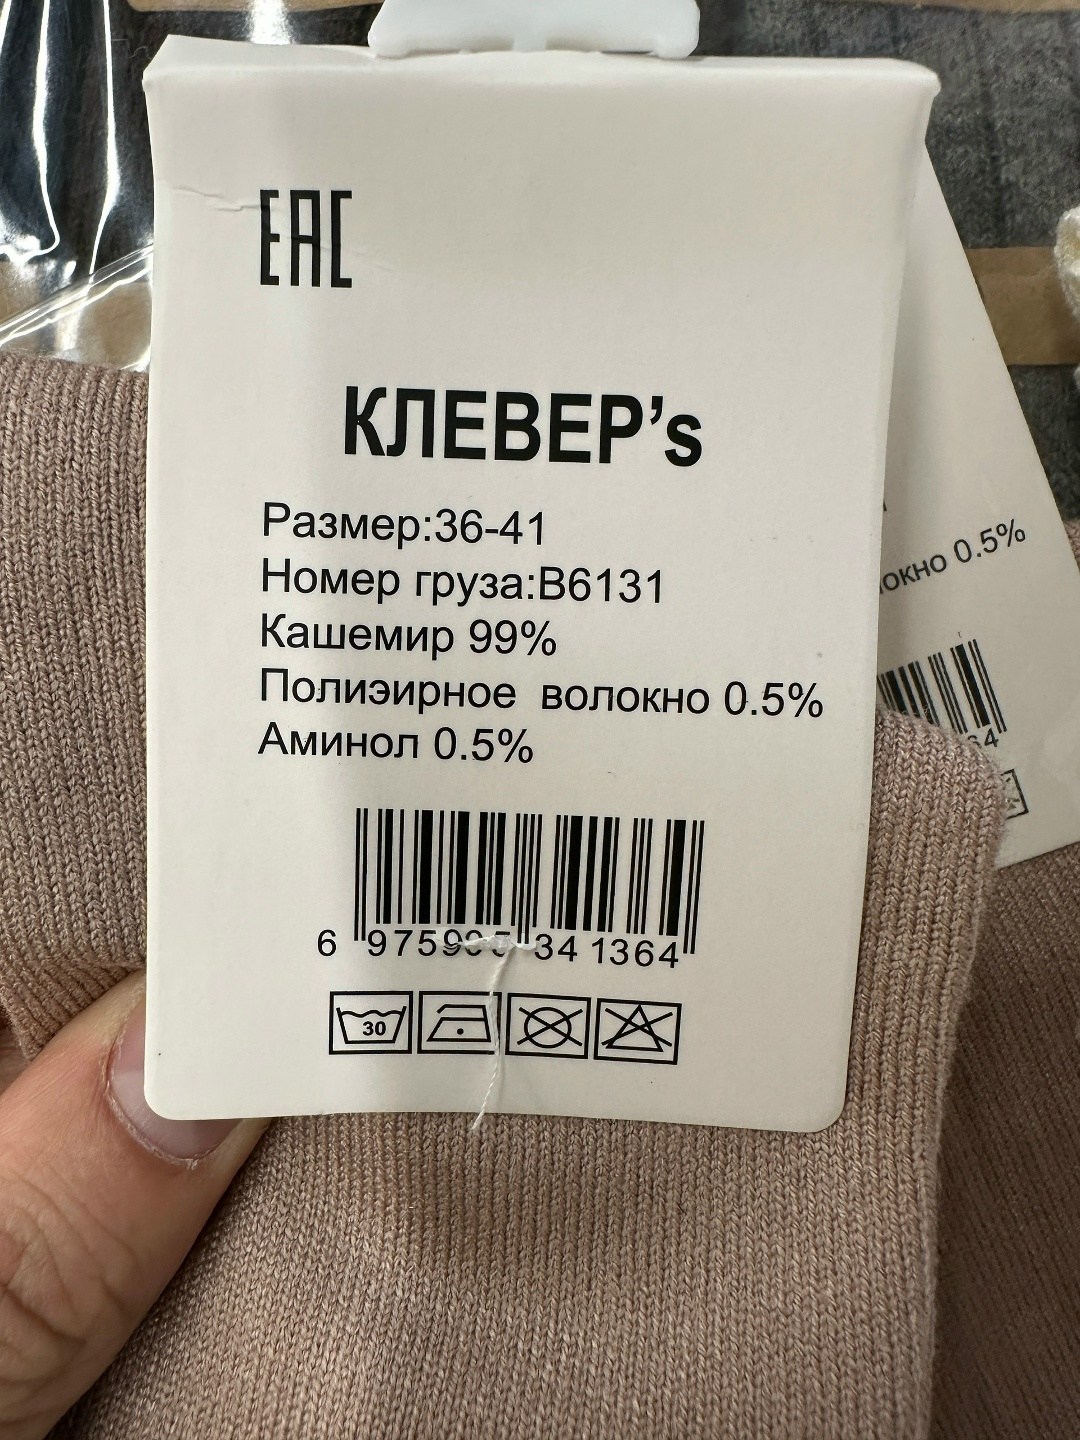 EAC
КЛЕВЕР’s
Размер:36-41
Номер груза:B6131
Кашемир 99%
Полиэирное волокно 0.5%
Аминол 0.5%
30
0.5%